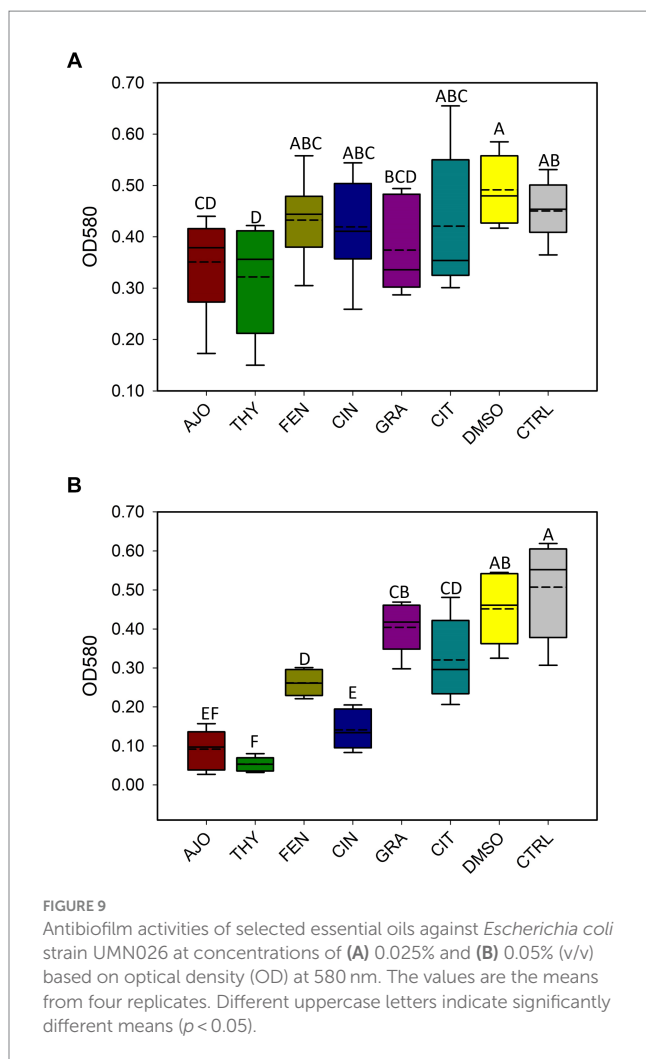 A
0.70
0.60
0.50
0.40
0.30
0.20
0.10
OD580
CD
D
ABC
ABC
BCD
ABC
A
AB
AJO
THY
FEN
CIN
GRA
CIT
DMSO
CTRL
B
0.70
0.60
0.50
0.40
0.30
0.20
0.10
0.00
OD580
EF
F
D
E
CB
CD
AB
A
AJO
THY
FEN
CIN
GRA
CIT
DMSO
CTRL
FIGURE 9
Antibiofilm activities of selected essential oils against Escherichia coli
strain UMN026 at concentrations of (A) 0.025% and (B) 0.05% (v/v)
based on optical density (OD) at 580 nm. The values are the means
from four replicates. Different uppercase letters indicate significantly
different means (p < 0.05).